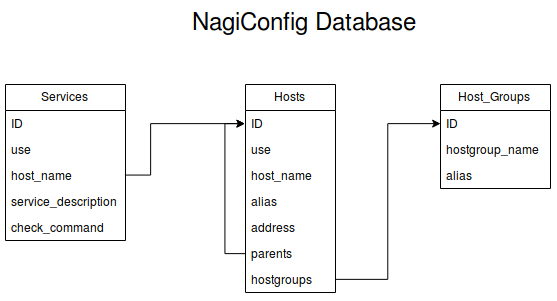 NagiConfig Database
Services
ID
use
host_name
service_description
check_command
Hosts
ID
use
host_name
alias
address
parents
hostgroups
Host_Groups
ID
hostgroup_name
alias